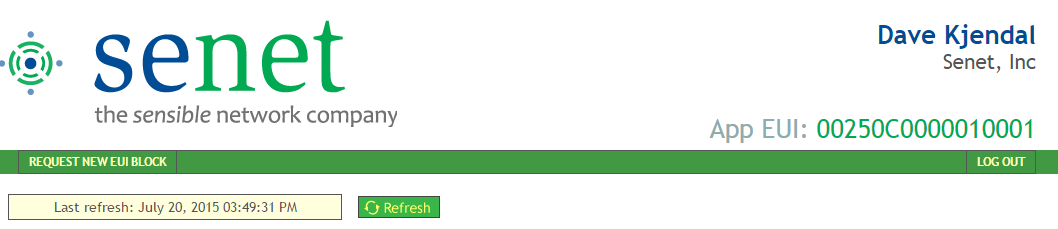 senet
the sensible network company
Dave Kjendal
Senet, Inc
App EUI: 00250C0000010001
REQUEST NEW EUI BLOCK
LOG OUT
Last refresh: July 20, 2015 03:49:31 PM
Refresh